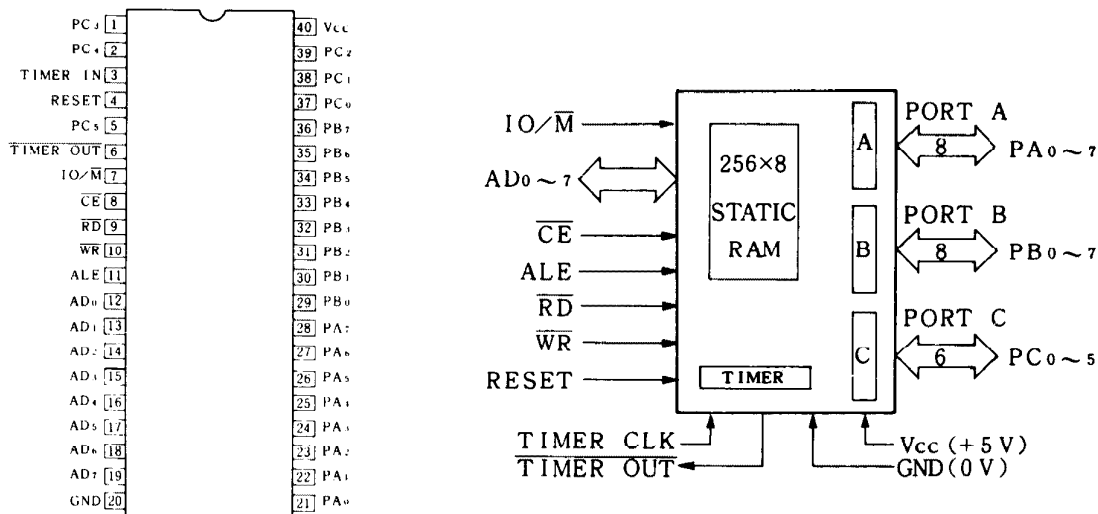 PC₃ 1
PC₄ 2
TIMER IN 3
RESET 4
PC₅ 5
TIMER OUT 6
IO/M 7
CE 8
RD 9
WR 10
ALE 11
AD₀ 12
AD₁ 13
AD₂ 14
AD₃ 15
AD₄ 16
AD₅ 17
AD₆ 18
AD₇ 19
GND 20
40 Vcc
39 PC₂
38 PC₁
37 PC₀
36 PB₇
35 PB₆
34 PB₅
33 PB₄
32 PB₃
31 PB₂
30 PB₁
29 PB₀
28 PA₇
27 PA₆
26 PA₅
25 PA₄
24 PA₃
23 PA₂
22 PA₁
21 PA₀
IO/M
AD0~7
CE
ALE
RD
WR
RESET
TIMER CLK
TIMER OUT
256×8
STATIC
RAM
TIMER
A
B
C
PORT A
8 PA0~7
PORT B
8 PB0~7
PORT C
6 PC0~5
Vcc (+5V)
GND (0V)